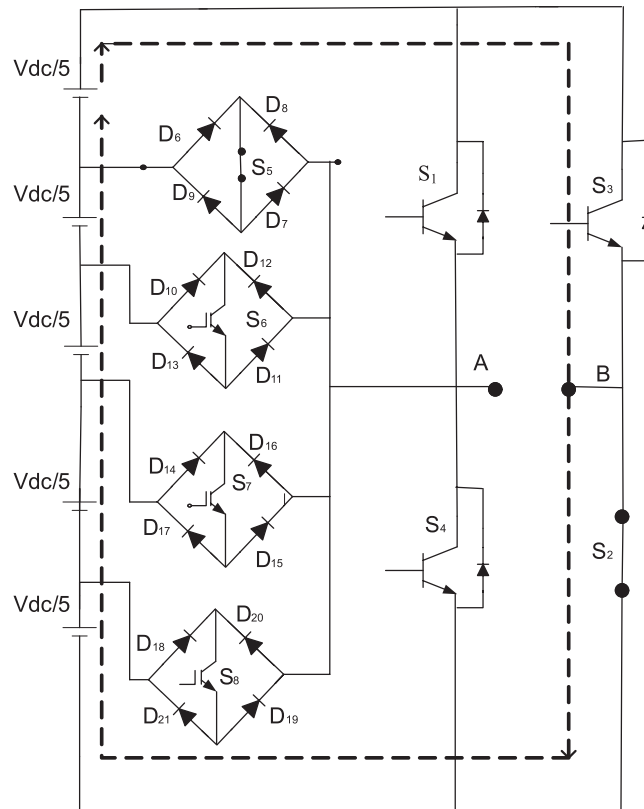 Vdc/5
D8
D6
S5
S1
S3
D9
D7
Vdc/5
D12
D10
S6
Vdc/5
D13
D11
A
B
D16
D14
S7
Vdc/5
D17
S4
D15
S2
Vdc/5
D20
D18
S8
D21
D19